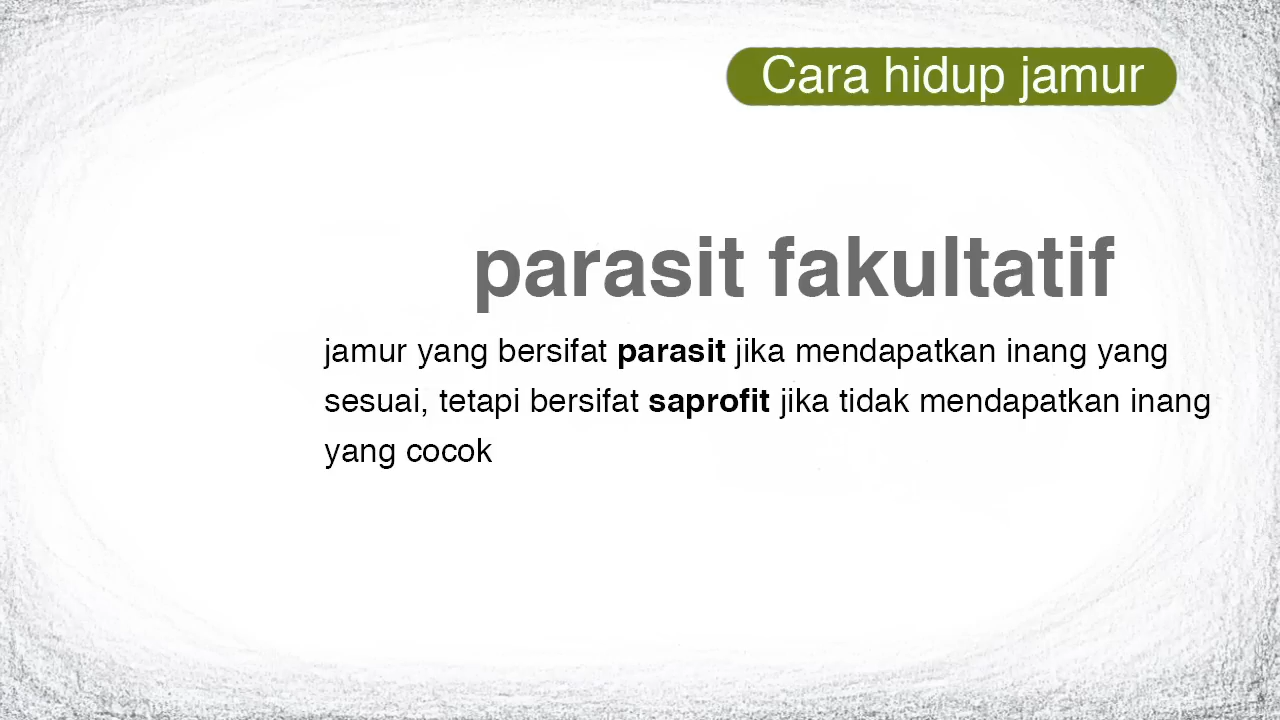 Cara hidup jamur
parasit fakultatif
jamur yang bersifat parasit jika mendapatkan inang yang
sesuai, tetapi bersifat saprofit jika tidak mendapatkan inang
yang cocok